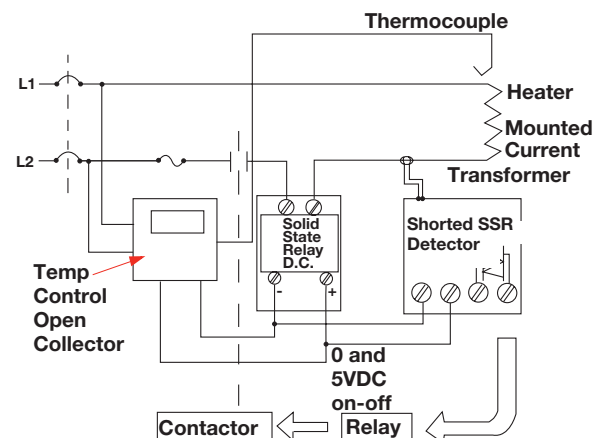 Thermocouple
L1
Heater
Mounted
Current
Transformer
L2
Solid
State
Relay
D.C.
- +
Shorted SSR
Detector
Temp
Control
Open
Collector
0 and
5VDC
on-off
Contactor
Relay